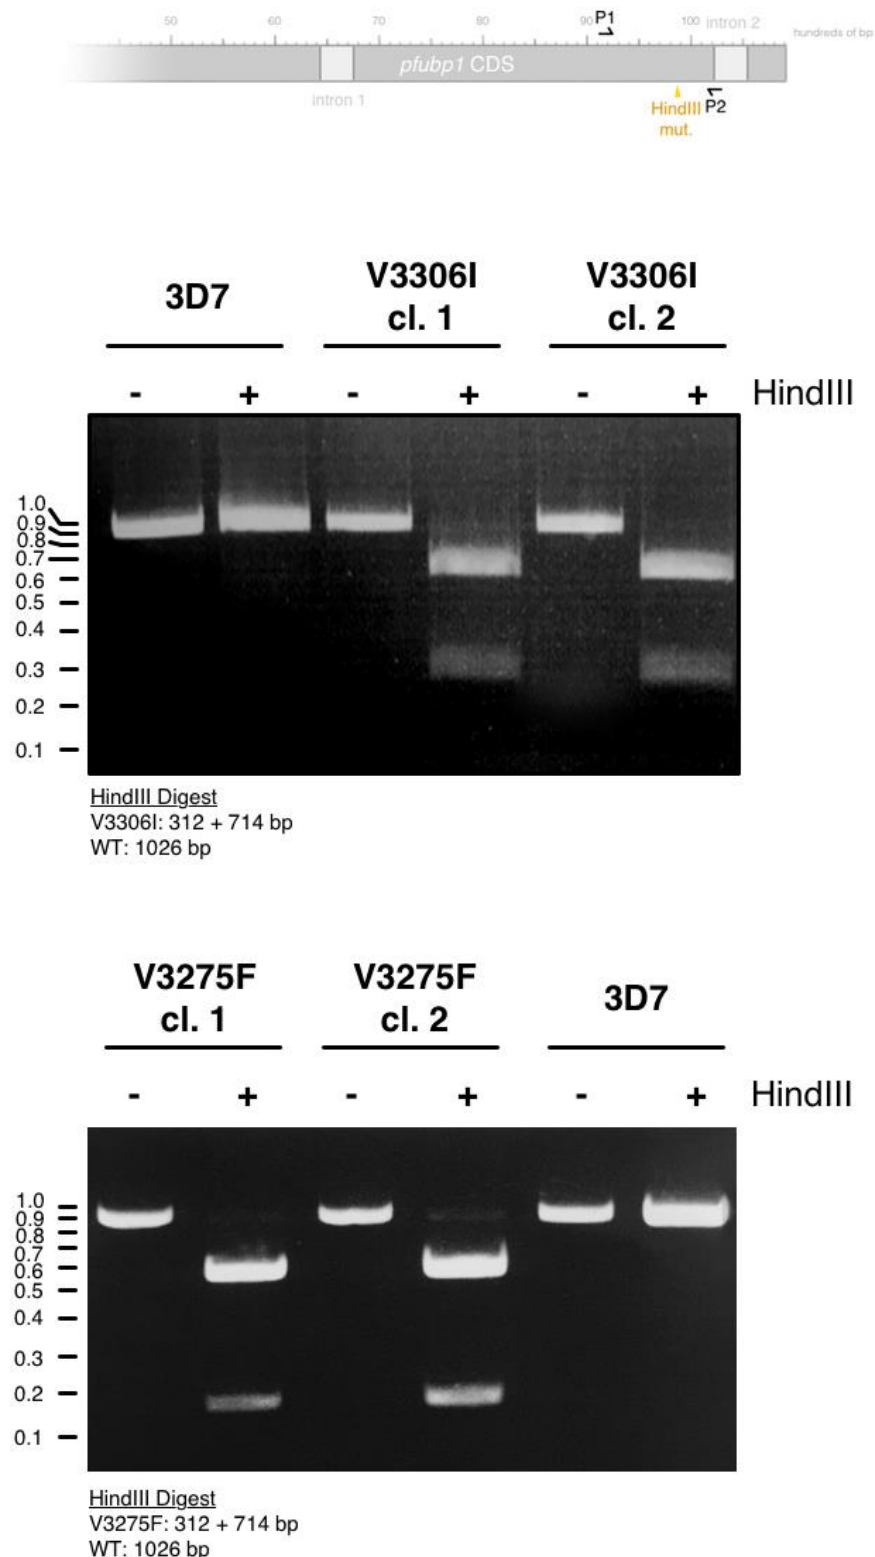 50 60 70 80 90 100
P1
intron 2
hundreds of bp
pfubp1 CDS
intron 1
HindIII mut.
P2
3D7
V3306I cl. 1
V3306I cl. 2
- + - + - + HindIII
1.0
0.9
0.8
0.7
0.6
0.5
0.4
0.3
0.2
0.1
HindIII Digest
V3306I: 312 + 714 bp
WT: 1026 bp
V3275F cl. 1
V3275F cl. 2
3D7
- + - + - + HindIII
1.0
0.9
0.8
0.7
0.6
0.5
0.4
0.3
0.2
0.1
HindIII Digest
V3275F: 312 + 714 bp
WT: 1026 bp